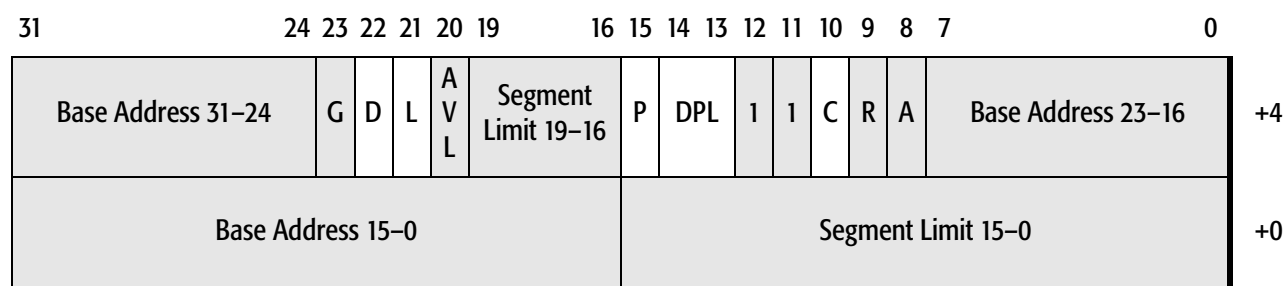 31 24 23 22 21 20 19 16 15 14 13 12 11 10 9 8 7 0
Base Address 31–24 G D L AVL Segment Limit 19–16 P DPL 1 1 C R A Base Address 23–16 +4
Base Address 15–0 Segment Limit 15–0 +0